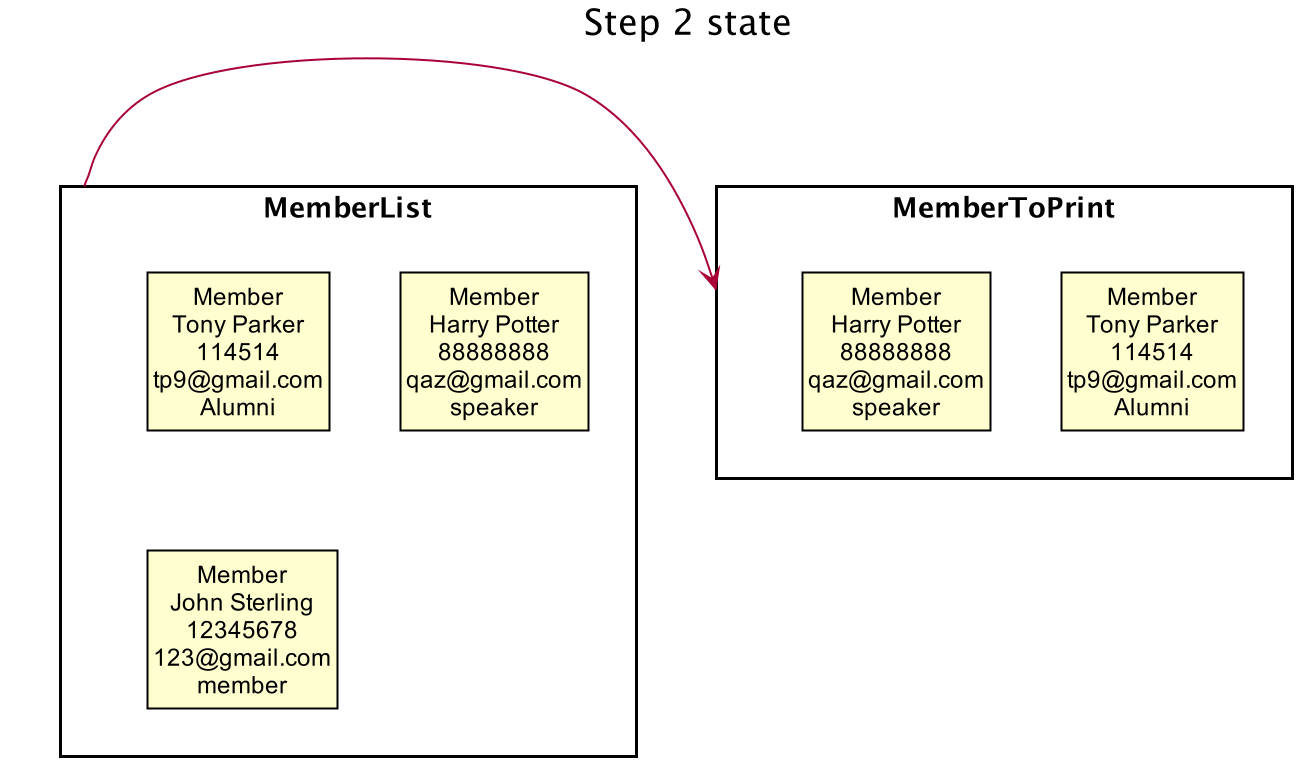 Step 2 state
MemberList
Member
Tony Parker
114514
tp9@gmail.com
Alumni
Member
Harry Potter
88888888
qaz@gmail.com
speaker
Member
John Sterling
12345678
123@gmail.com
member
MemberToPrint
Member
Harry Potter
88888888
qaz@gmail.com
speaker
Member
Tony Parker
114514
tp9@gmail.com
Alumni